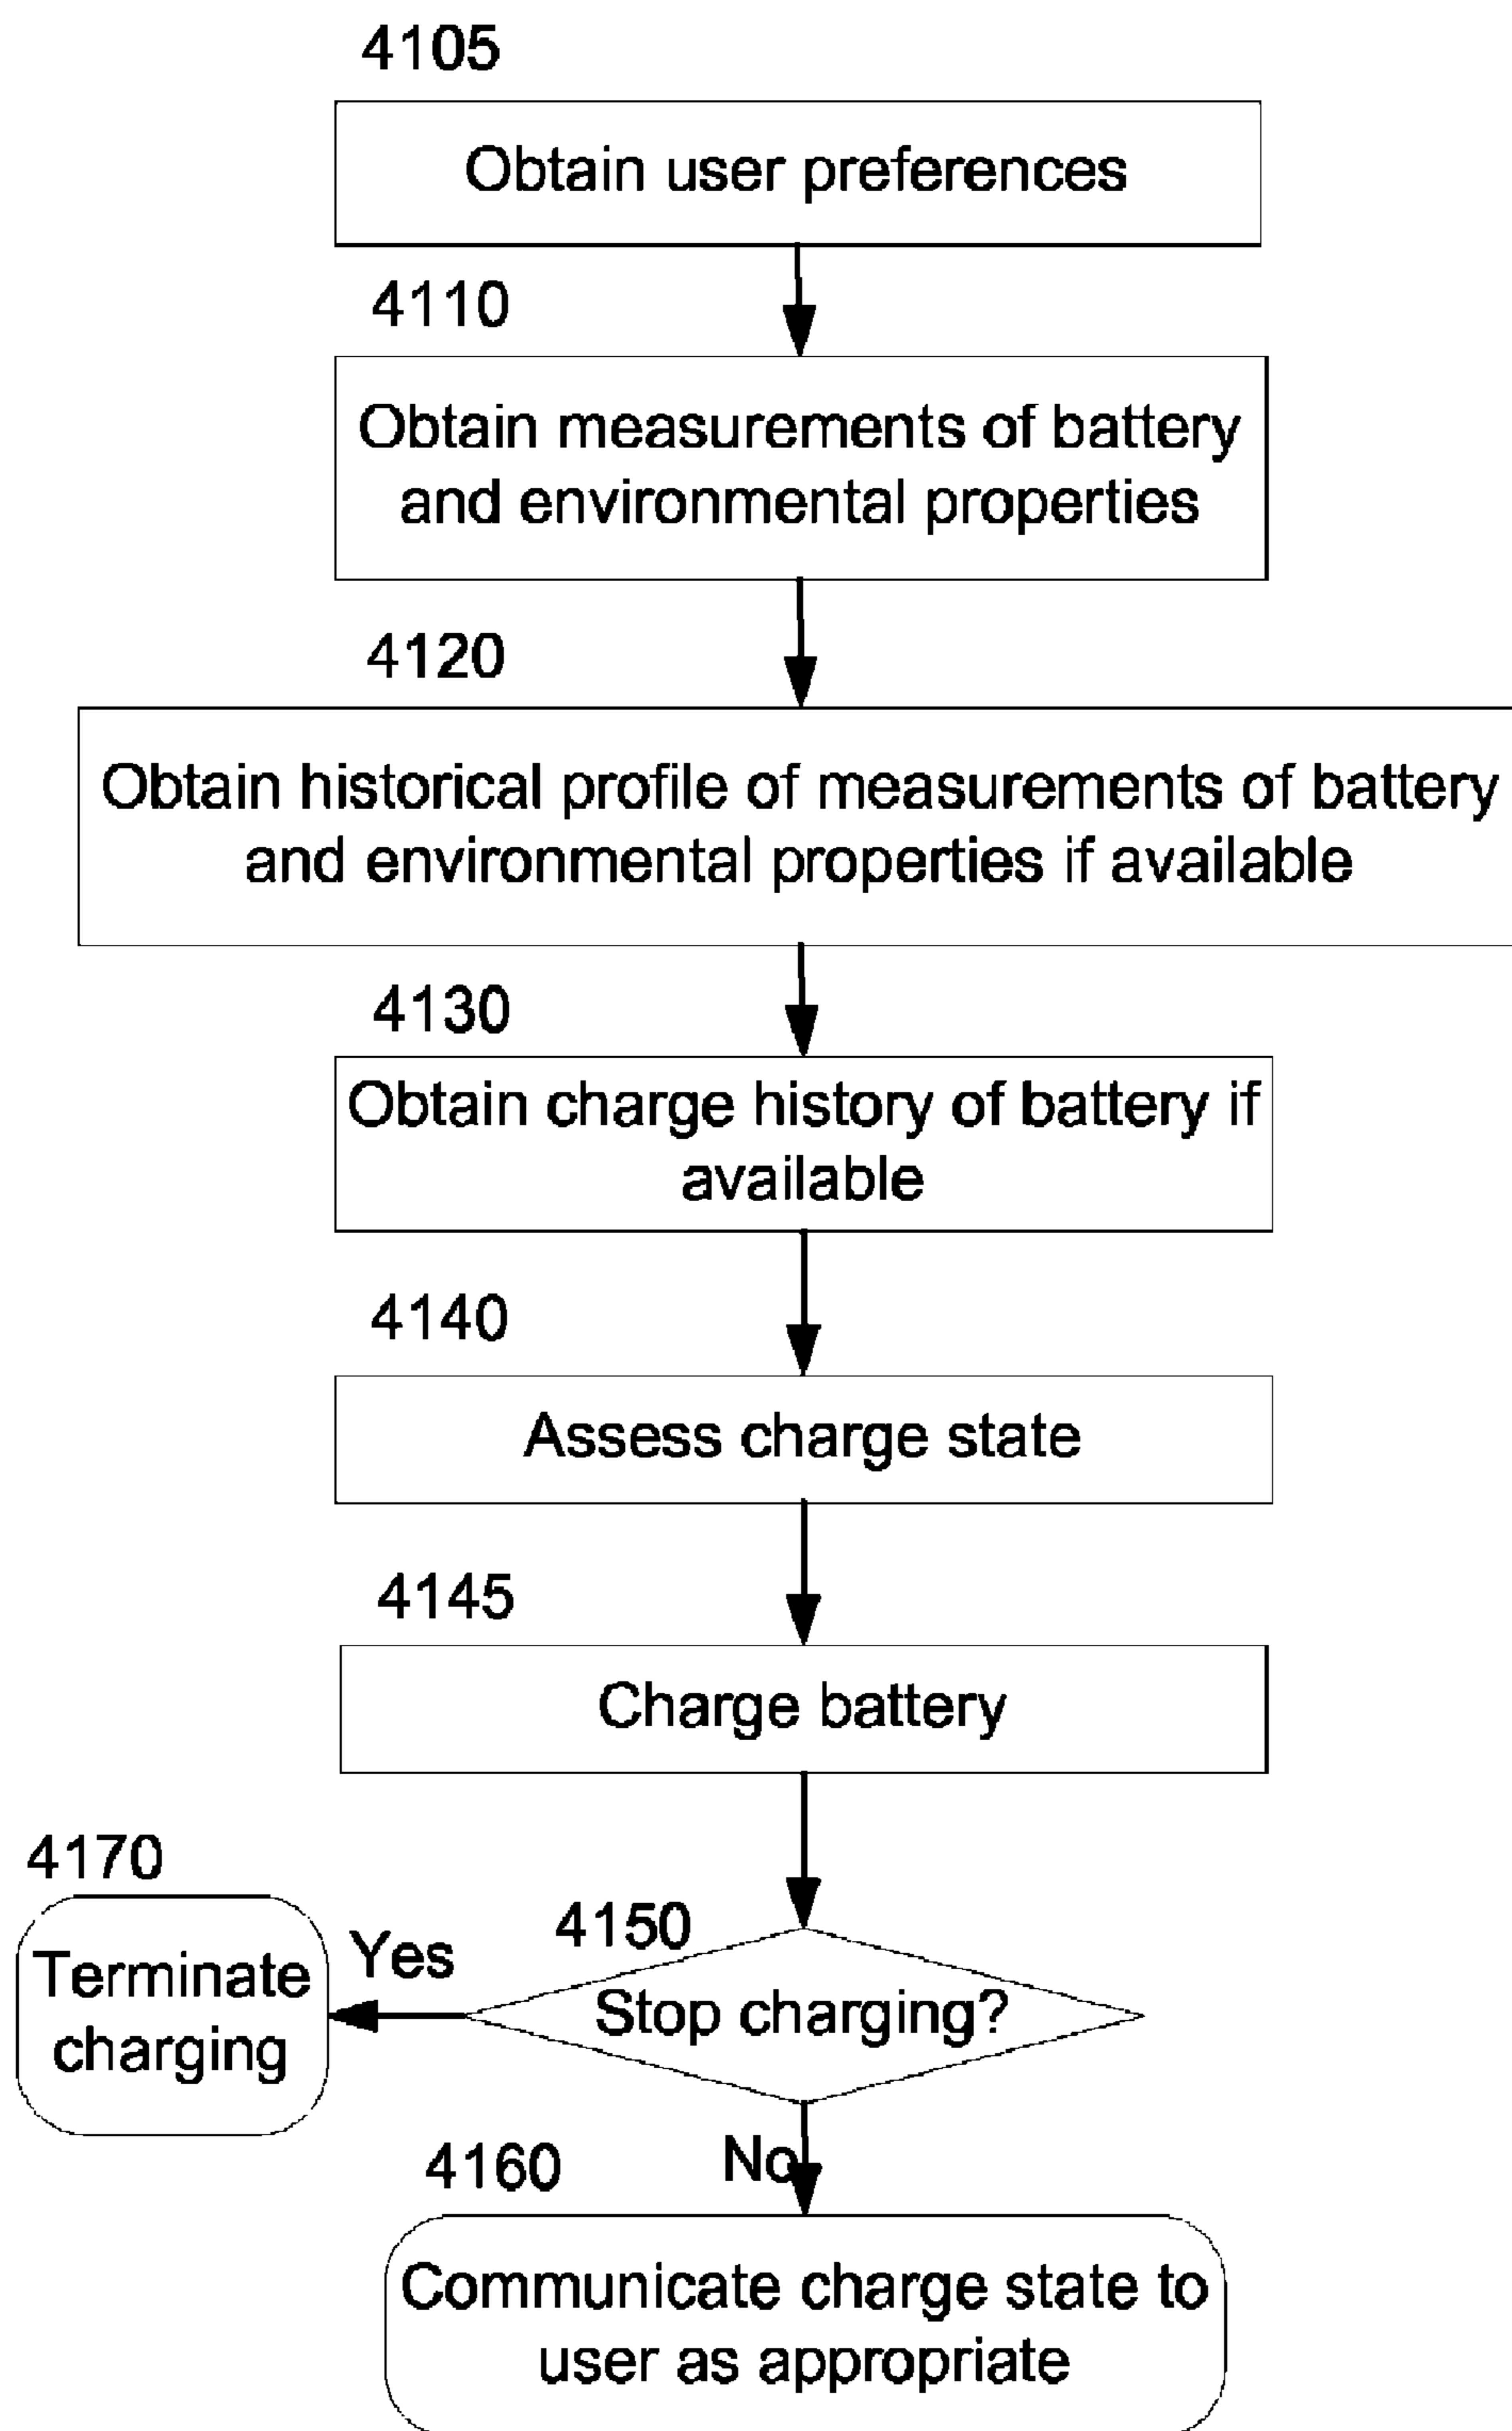 4105
Obtain user preferences
4110
Obtain measurements of battery
and environmental properties
4120
Obtain historical profile of measurements of battery
and environmental properties if available
4130
Obtain charge history of battery if
available
4140
Assess charge state
4145
Charge battery
4170
Terminate
charging
Yes
4150
Stop charging?
No
4160
Communicate charge state to
user as appropriate